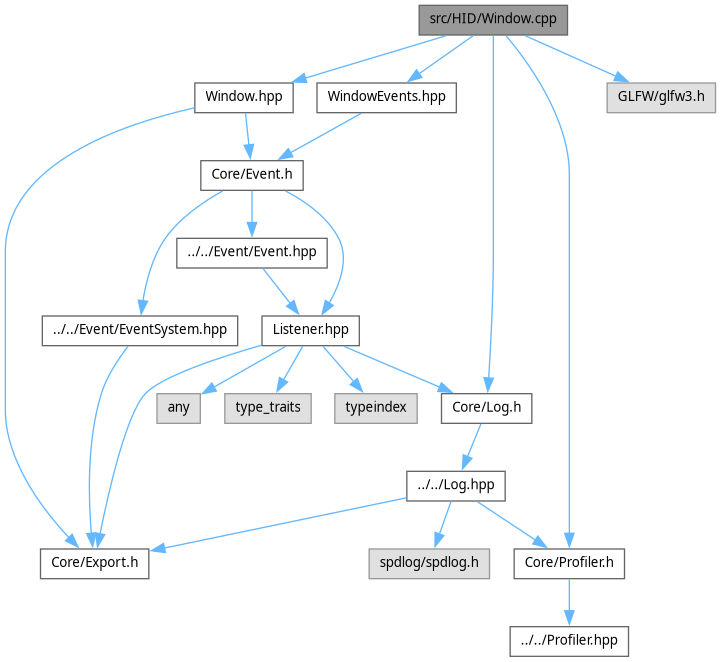 src/HID/Window.cpp
Window.hpp
WindowEvents.hpp
GLFW/glfw3.h
Core/Event.h
../../Event/Event.hpp
../../Event/EventSystem.hpp
Listener.hpp
any
type_traits
typeindex
Core/Log.h
../../Log.hpp
Core/Export.h
spdlog/spdlog.h
Core/Profiler.h
../../Profiler.hpp